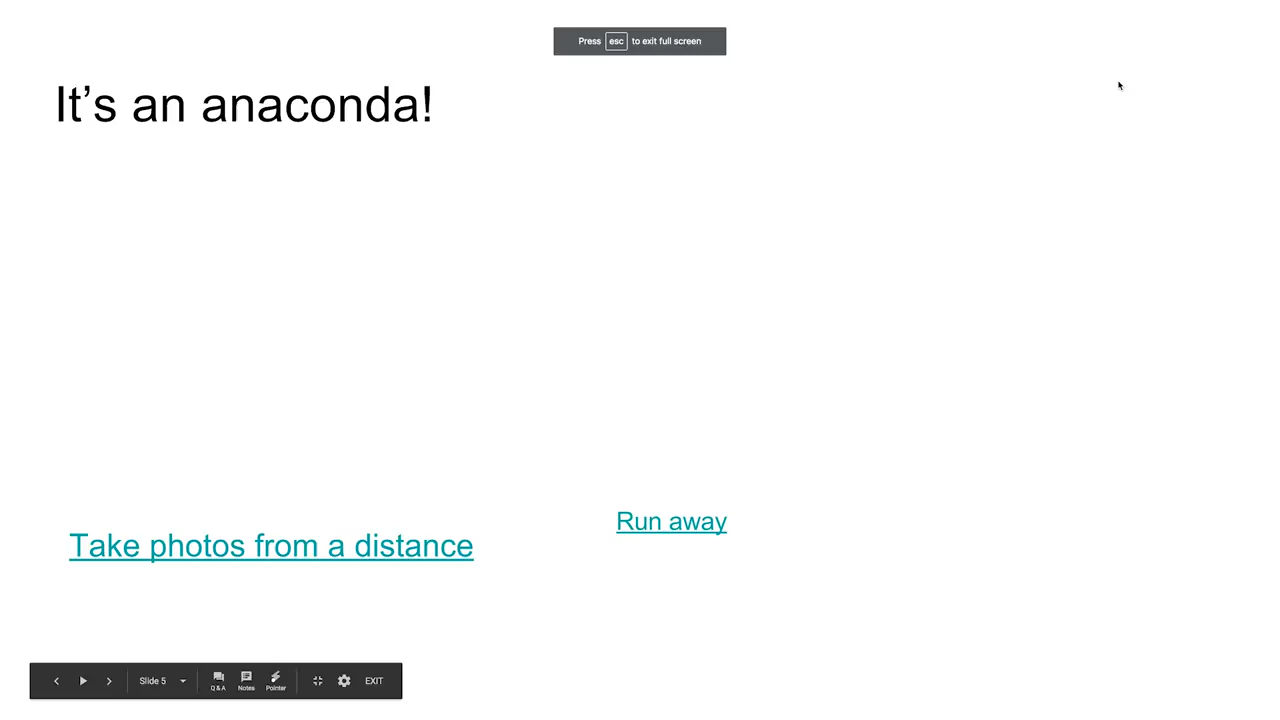 Press esc to exit full screen
It’s an anaconda!
Run away
Take photos from a distance
Slide 5
Q & A
Notes
Pointer
EXIT